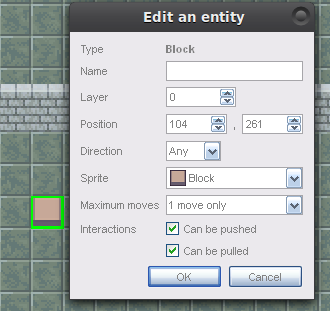 Edit an entity
Type Block
Name
Layer 0
Position 104 , 261
Direction Any
Sprite Block
Maximum moves 1 move only
Interactions Can be pushed
Can be pulled
OK Cancel